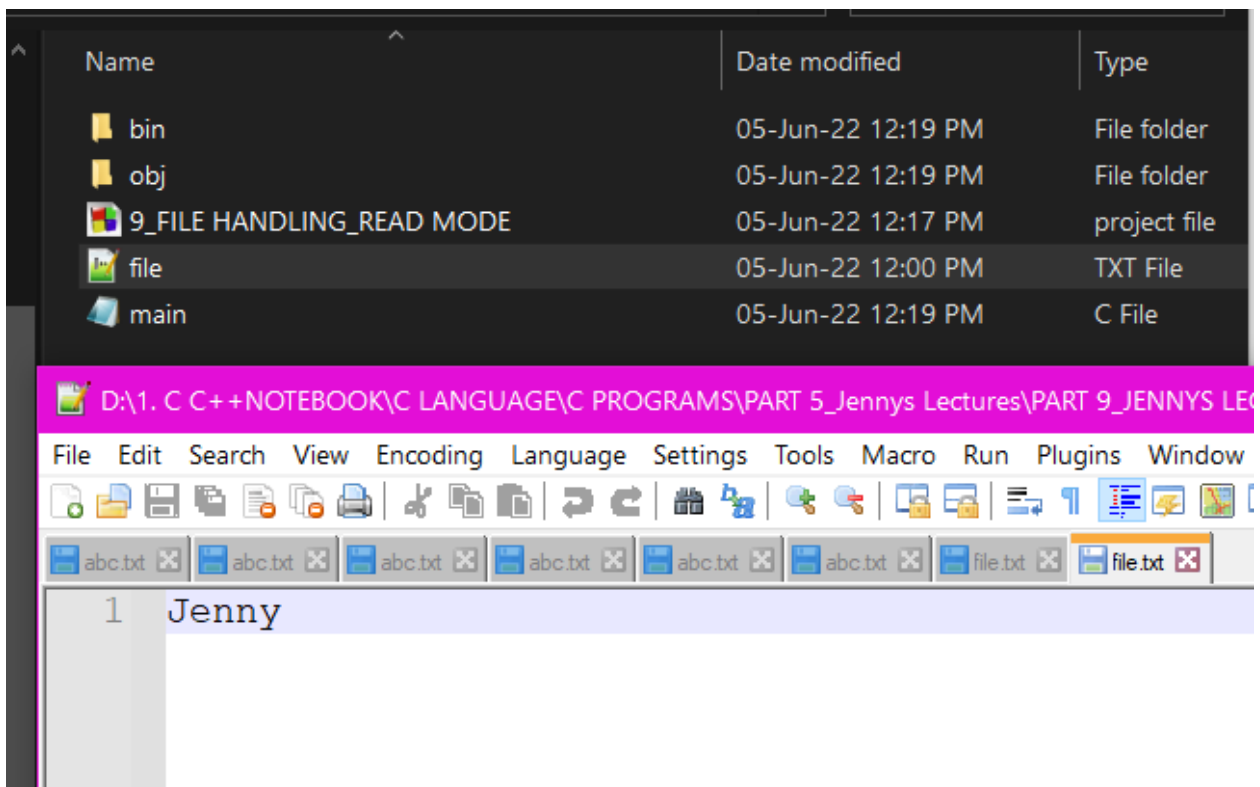 Name Date modified Type
bin 05-Jun-22 12:19 PM File folder
obj 05-Jun-22 12:19 PM File folder
9_FILE HANDLING_READ MODE 05-Jun-22 12:17 PM project file
file 05-Jun-22 12:00 PM TXT File
main 05-Jun-22 12:19 PM C File
D:\1. C C++NOTEBOOK\C LANGUAGE\C PROGRAMS\PART 5_Jennys Lectures\PART 9_JENNYS LEC
File Edit Search View Encoding Language Settings Tools Macro Run Plugins Window
abc.txt abc.txt abc.txt abc.txt abc.txt abc.txt file.txt file.txt
1 Jenny